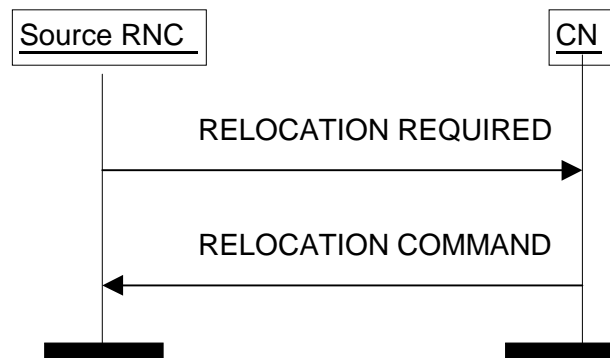 Source RNC
CN
RELOCATION REQUIRED
RELOCATION COMMAND